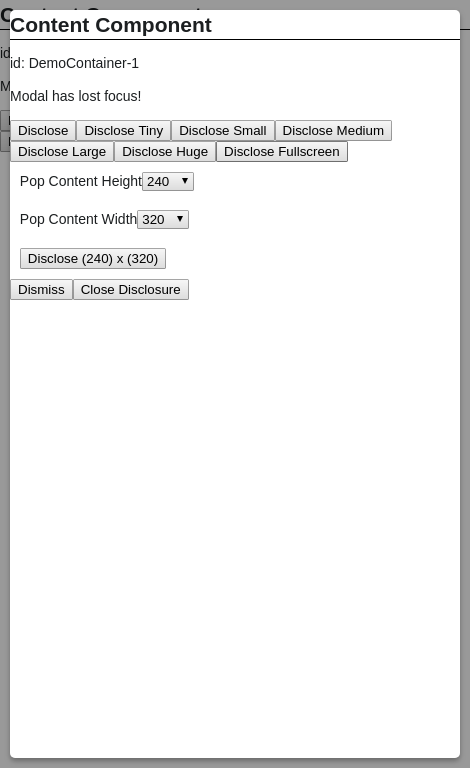 Content Component
id: DemoContainer-1
Modal has lost focus!
Disclose Disclose Tiny Disclose Small Disclose Medium
Disclose Large Disclose Huge Disclose Fullscreen
Pop Content Height 240
Pop Content Width 320
Disclose (240) x (320)
Dismiss Close Disclosure